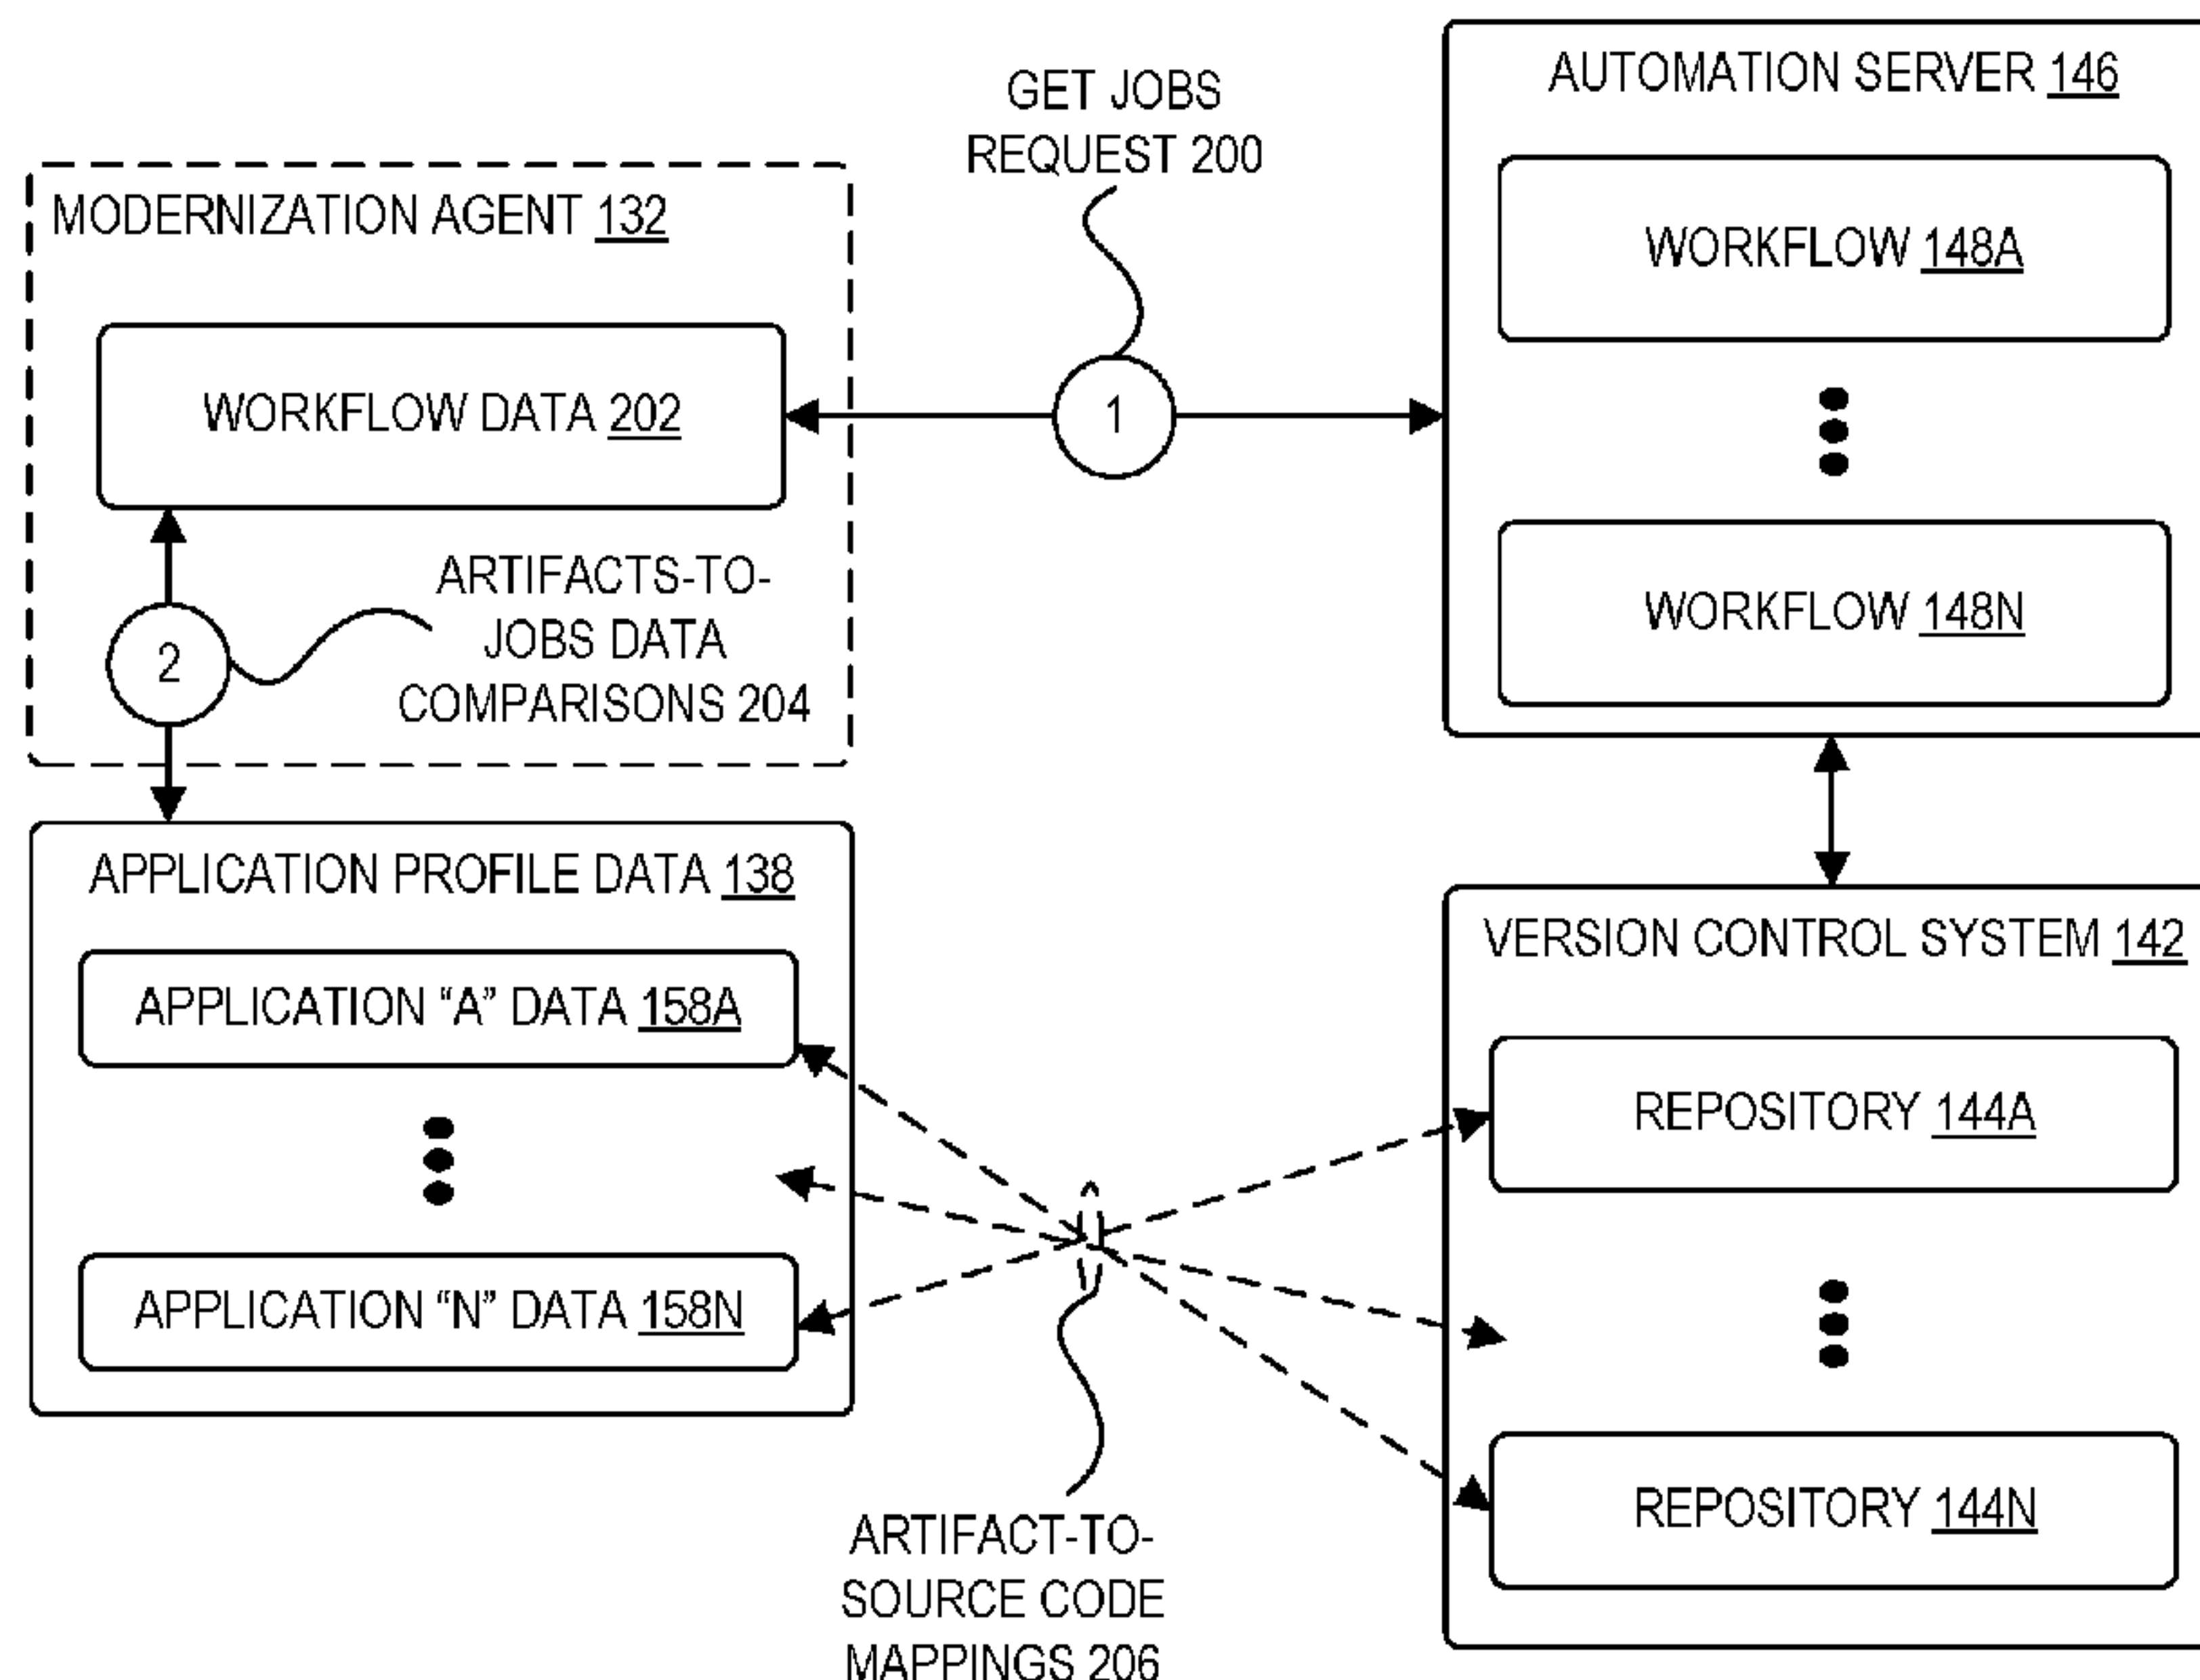 GET JOBS
REQUEST 200
AUTOMATION SERVER 146
WORKFLOW 148A
WORKFLOW 148N
MODERNIZATION AGENT 132
WORKFLOW DATA 202
1
2
ARTIFACTS-TO-
JOBS DATA
COMPARISONS 204
APPLICATION PROFILE DATA 138
APPLICATION “A” DATA 158A
APPLICATION “N” DATA 158N
VERSION CONTROL SYSTEM 142
REPOSITORY 144A
REPOSITORY 144N
ARTIFACT-TO-
SOURCE CODE
MAPPINGS 206